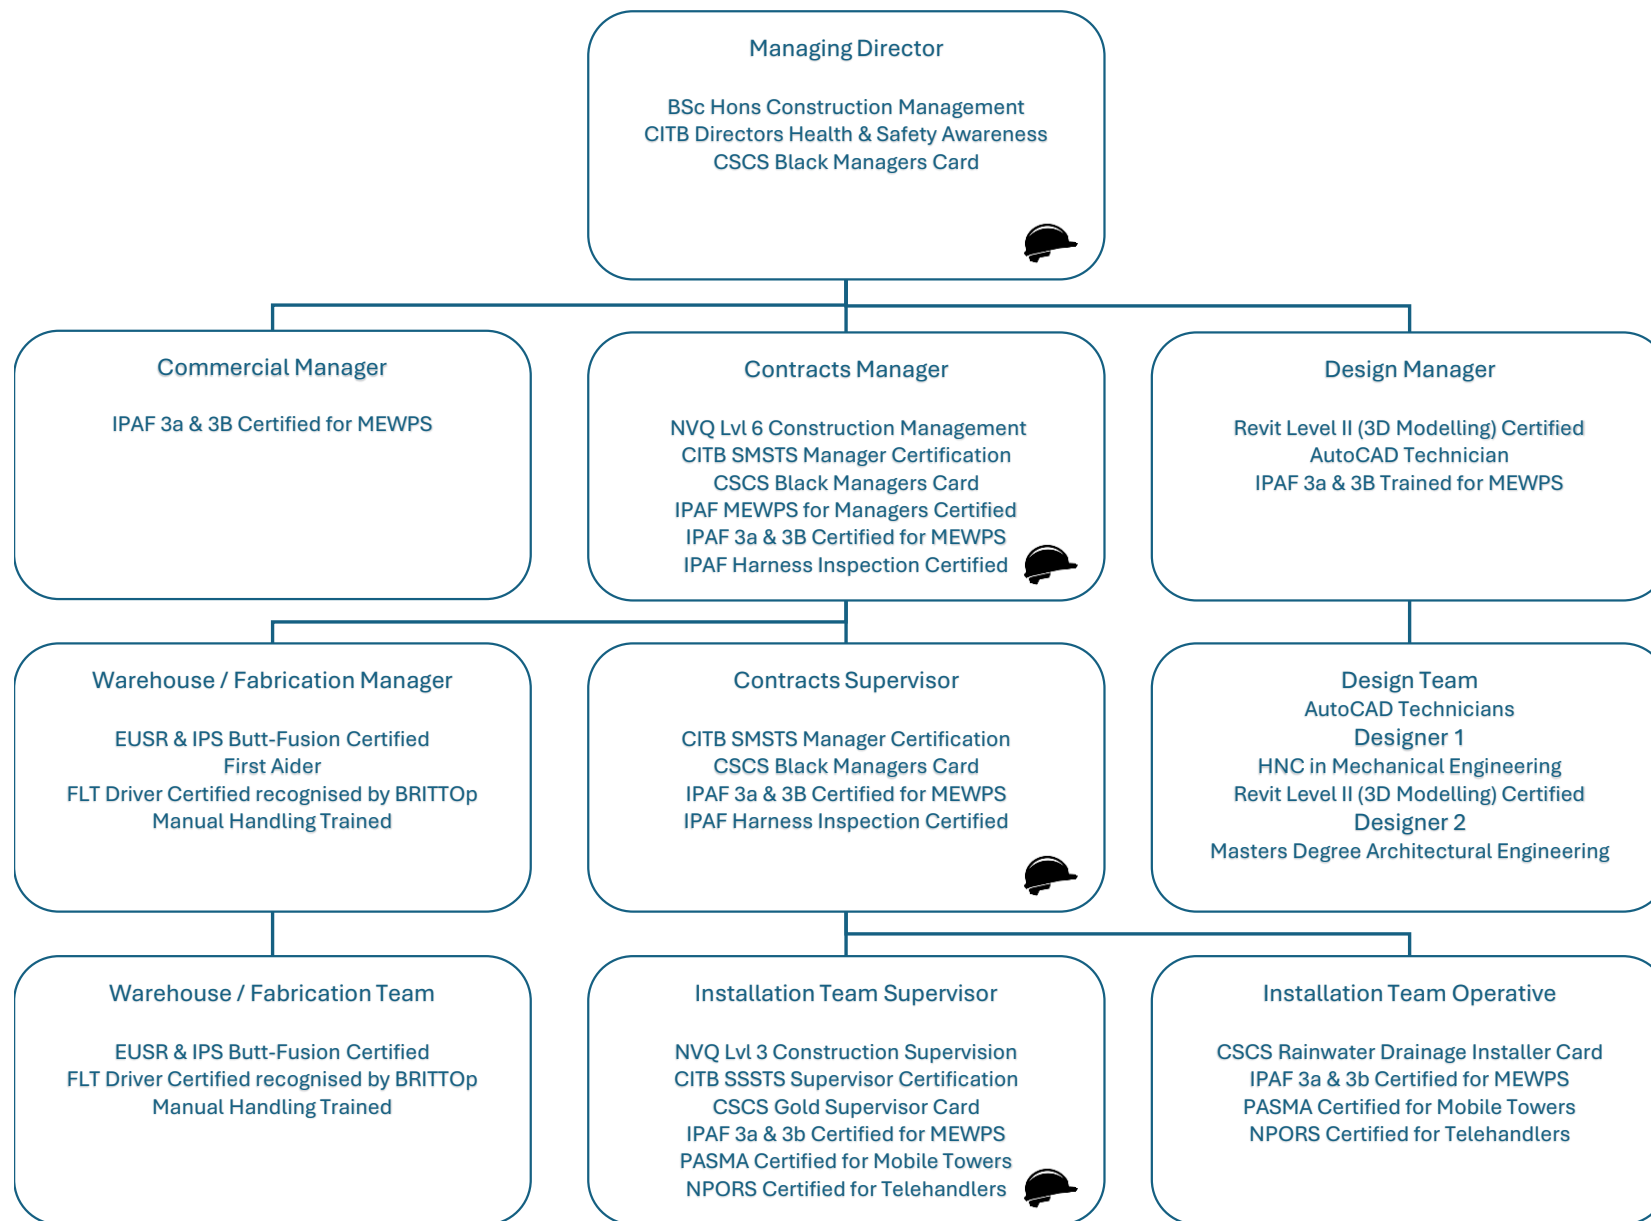 Managing Director
BSc Hons Construction Management
CITB Directors Health & Safety Awareness
CSCS Black Managers Card
Commercial Manager
IPAF 3a & 3B Certified for MEWPS
Contracts Manager
NVQ Lvl 6 Construction Management
CITB SMSTS Manager Certification
CSCS Black Managers Card
IPAF MEWPS for Managers Certified
IPAF 3a & 3B Certified for MEWPS
IPAF Harness Inspection Certified
Design Manager
Revit Level II (3D Modelling) Certified
AutoCAD Technician
IPAF 3a & 3B Trained for MEWPS
Warehouse / Fabrication Manager
EUSR & IPS Butt-Fusion Certified
First Aider
FLT Driver Certified recognised by BRITTOp
Manual Handling Trained
Contracts Supervisor
CITB SMSTS Manager Certification
CSCS Black Managers Card
IPAF 3a & 3B Certified for MEWPS
IPAF Harness Inspection Certified
Design Team
AutoCAD Technicians
Designer 1
HNC in Mechanical Engineering
Revit Level II (3D Modelling) Certified
Designer 2
Masters Degree Architectural Engineering
Warehouse / Fabrication Team
EUSR & IPS Butt-Fusion Certified
FLT Driver Certified recognised by BRITTOp
Manual Handling Trained
Installation Team Supervisor
NVQ Lvl 3 Construction Supervision
CITB SSSTS Supervisor Certification
CSCS Gold Supervisor Card
IPAF 3a & 3b Certified for MEWPS
PASMA Certified for Mobile Towers
NPORS Certified for Telehandlers
Installation Team Operative
CSCS Rainwater Drainage Installer Card
IPAF 3a & 3b Certified for MEWPS
PASMA Certified for Mobile Towers
NPORS Certified for Telehandlers